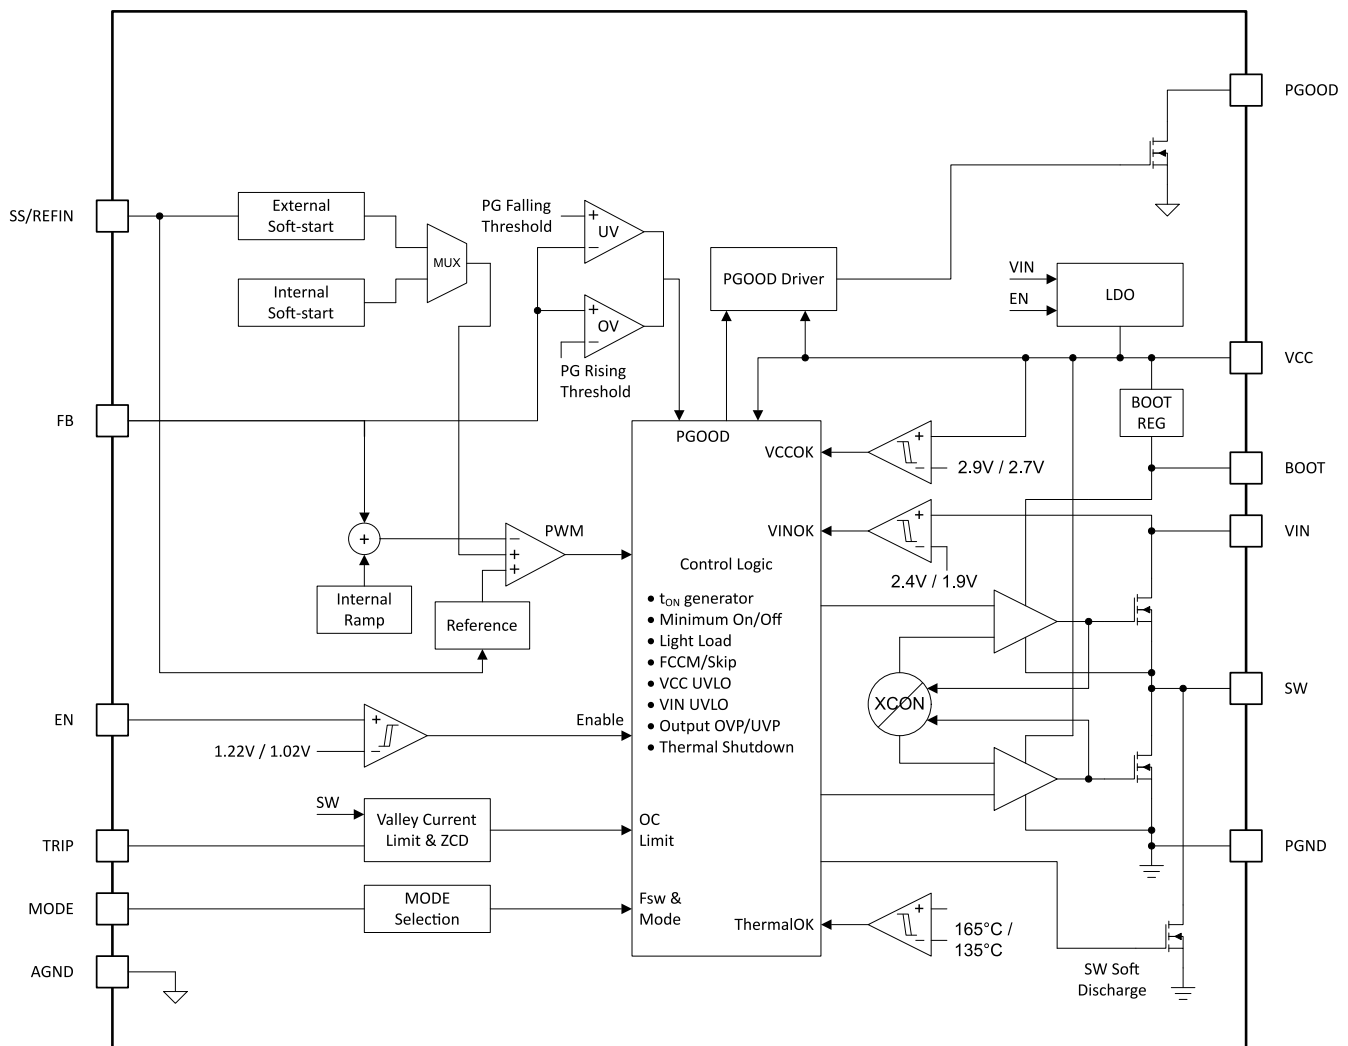 PGOOD
SS/REFIN
External
Soft-start
PG Falling
Threshold
+
UV
−
MUX
PGOOD Driver
VIN
EN
LDO
Internal
Soft-start
+
OV
−
PG Rising
Threshold
VCC
BOOT
REG
FB
PGOOD
VCCOK
+
−
2.9V / 2.7V
BOOT
VINOK
+
−
2.4V / 1.9V
VIN
+
PWM
−
+
+
Internal
Ramp
Reference
Control Logic
• tON generator
• Minimum On/Off
• Light Load
• FCCM/Skip
• VCC UVLO
• VIN UVLO
• Output OVP/UVP
• Thermal Shutdown
XCON
SW
EN
+
−
1.22V / 1.02V
Enable
SW
Valley Current
Limit & ZCD
OC
Limit
TRIP
PGND
MODE
MODE
Selection
Fsw &
Mode
ThermalOK
+
−
165°C /
135°C
AGND
SW Soft
Discharge